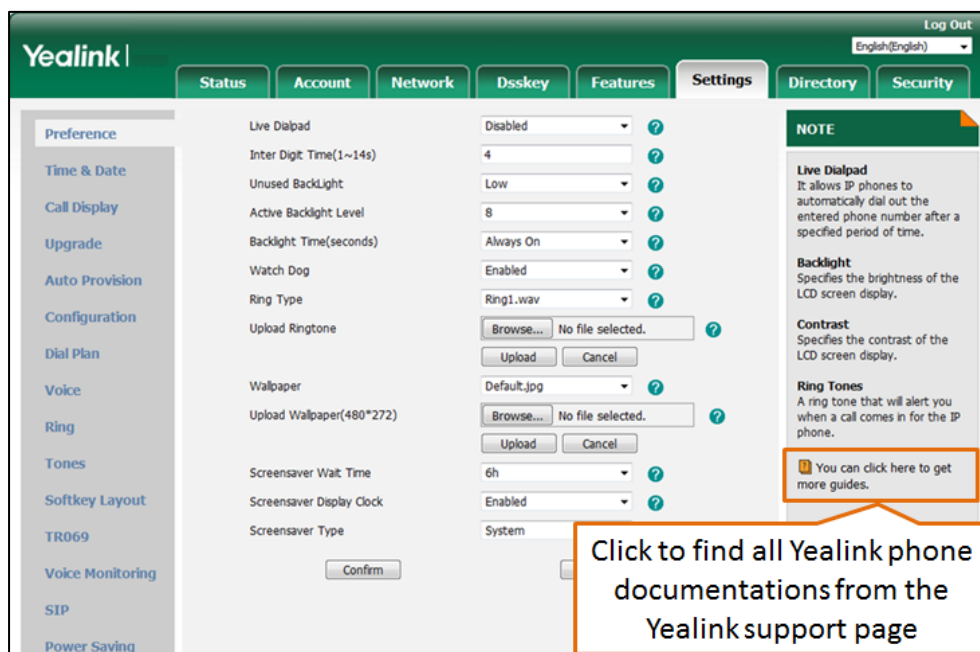 Log Out
Yealink
English(English)
Status Account Network Dsskey Features Settings Directory Security
Preference
Time & Date
Call Display
Upgrade
Auto Provision
Configuration
Dial Plan
Voice
Ring
Tones
Softkey Layout
TR069
Voice Monitoring
SIP
Power Saving
Live Dialpad Disabled ?
Inter Digit Time(1~14s) 4 ?
Unused BackLight Low ?
Active Backlight Level 8 ?
Backlight Time(seconds) Always On ?
Watch Dog Enabled ?
Ring Type Ring1.wav ?
Upload Ringtone Browse... No file selected. ?
Upload Cancel
Wallpaper Default.jpg ?
Upload Wallpaper(480*272) Browse... No file selected. ?
Upload Cancel
Screensaver Wait Time 6h ?
Screensaver Display Clock Enabled ?
Screensaver Type System
Confirm
NOTE
Live Dialpad
It allows IP phones to
automatically dial out the
entered phone number after a
specified period of time.
Backlight
Specifies the brightness of the
LCD screen display.
Contrast
Specifies the contrast of the
LCD screen display.
Ring Tones
A ring tone that will alert you
when a call comes in for the IP
phone.
You can click here to get
more guides.
Click to find all Yealink phone
documentations from the
Yealink support page